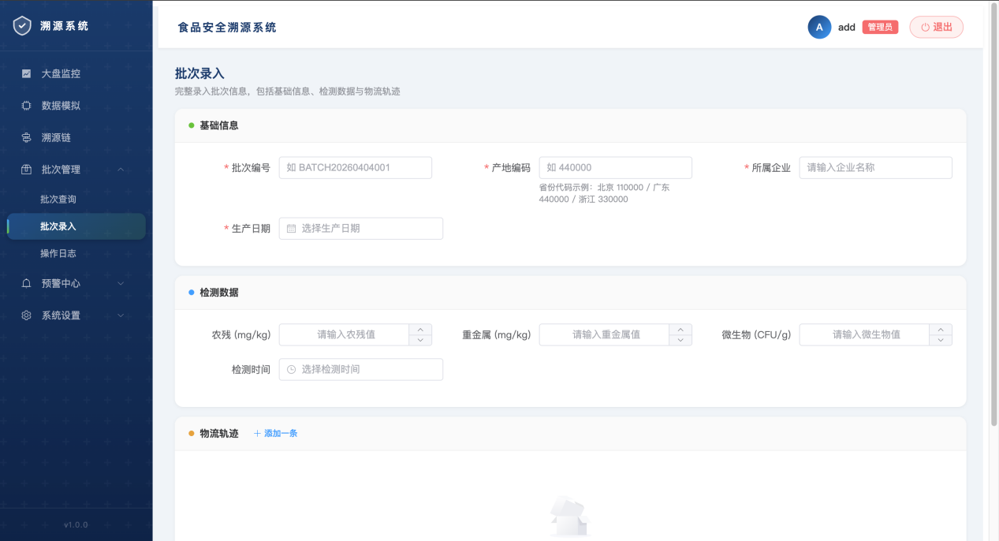 溯源系统
食品安全溯源系统
A add 管理员 退出
大盘监控
数据模拟
溯源链
批次管理
批次查询
批次录入
操作日志
预警中心
系统设置
v1.0.0
批次录入
完整录入批次信息，包括基础信息、检测数据与物流轨迹
基础信息
* 批次编号 如 BATCH20260404001 * 产地编码 如 440000 * 所属企业 请输入企业名称
省份代码示例：北京 110000 / 广东
440000 / 浙江 330000
* 生产日期 选择生产日期
检测数据
农残 (mg/kg) 请输入农残值 重金属 (mg/kg) 请输入重金属值 微生物 (CFU/g) 请输入微生物值
检测时间 选择检测时间
物流轨迹 + 添加一条